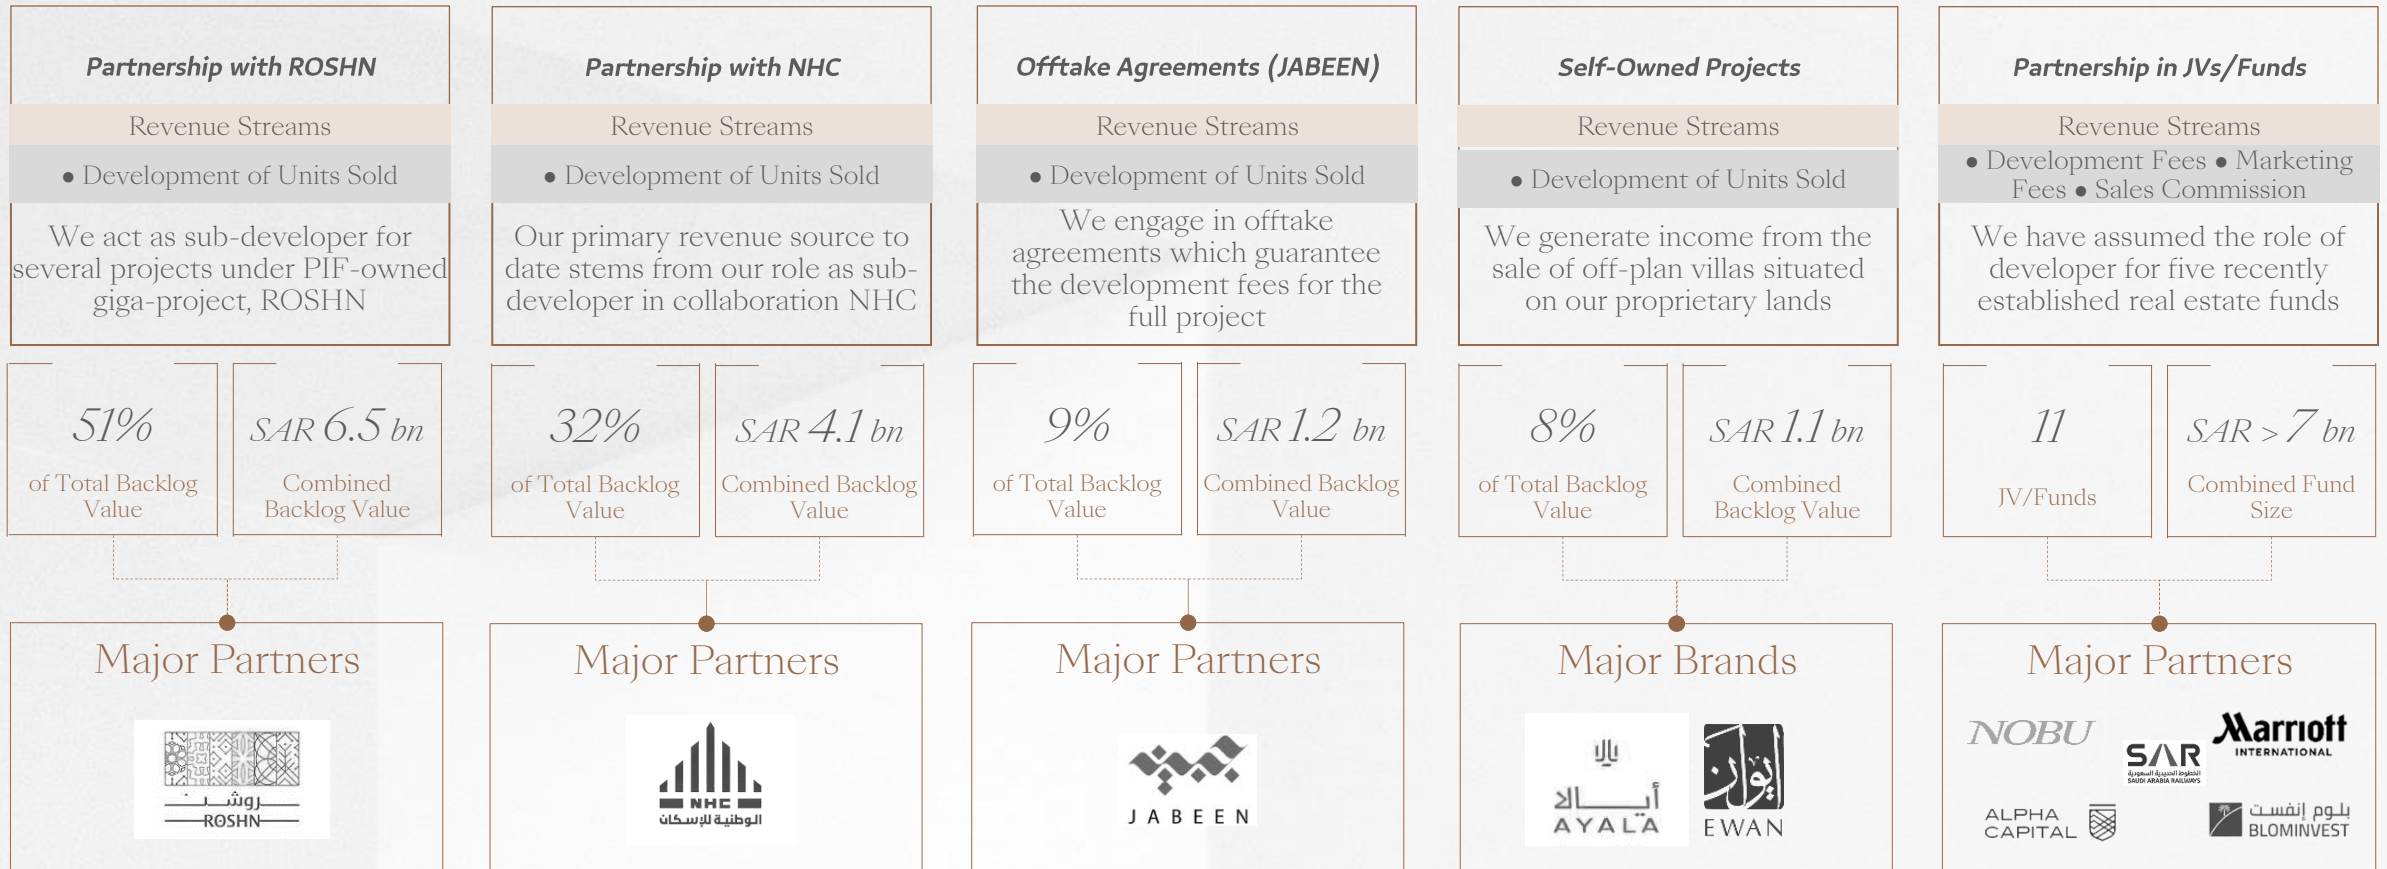 Partnership with ROSHN
Revenue Streams
● Development of Units Sold
We act as sub-developer for
several projects under PIF-owned
giga-project, ROSHN
51%
of Total Backlog
Value
SAR 6.5 bn
Combined
Backlog Value
Major Partners
روشن
ROSHN
Partnership with NHC
Revenue Streams
● Development of Units Sold
Our primary revenue source to
date stems from our role as sub-
developer in collaboration NHC
32%
of Total Backlog
Value
SAR 4.1 bn
Combined Backlog
Value
Major Partners
NHC
الوطنية للإسكان
Offtake Agreements (JABEEN)
Revenue Streams
● Development of Units Sold
We engage in offtake
agreements which guarantee
the development fees for the
full project
9%
of Total Backlog
Value
SAR 1.2 bn
Combined Backlog
Value
Major Partners
JABEEN
Self-Owned Projects
Revenue Streams
● Development of Units Sold
We generate income from the
sale of off-plan villas situated
on our proprietary lands
8%
of Total Backlog
Value
SAR 1.1 bn
Combined
Backlog Value
Major Brands
أيالا
AYALA
إيوان
EWAN
Partnership in JVs/Funds
Revenue Streams
● Development Fees ● Marketing
Fees ● Sales Commission
We have assumed the role of
developer for five recently
established real estate funds
11
JV/Funds
SAR > 7 bn
Combined Fund
Size
Major Partners
NOBU
Marriott
INTERNATIONAL
SAR
الخطوط الحديدية السعودية
SAUDI ARABIA RAILWAYS
ALPHA
CAPITAL
بلوم إنفست
BLOMINVEST